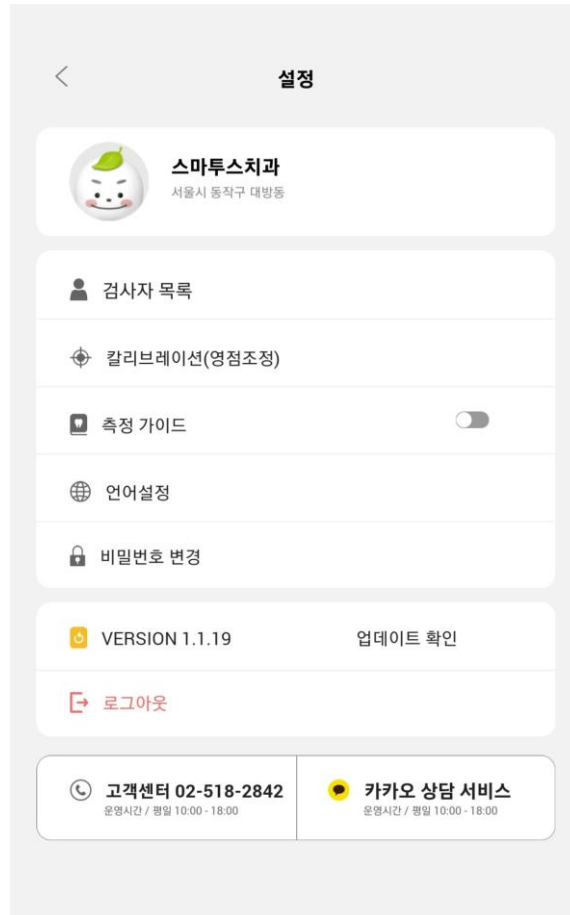 설정
스마투스치과
서울시 동작구 대방동
검사자 목록
칼리브레이션(영점조정)
측정 가이드
언어설정
비밀번호 변경
VERSION 1.1.19 업데이트 확인
로그아웃
고객센터 02-518-2842
운영시간 / 평일 10:00 - 18:00
카카오 상담 서비스
운영시간 / 평일 10:00 - 18:00